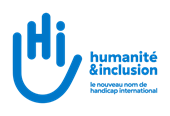 Hi
humanité
&inclusion
le nouveau nom de
handicap international